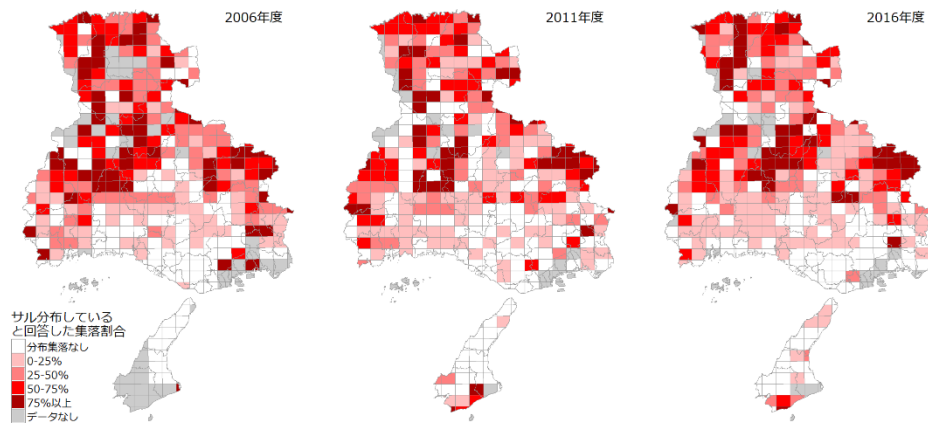 2006年度
2011年度
2016年度
サル分布している
と回答した集落割合
分布集落なし
0-25%
25-50%
50-75%
75%以上
データなし